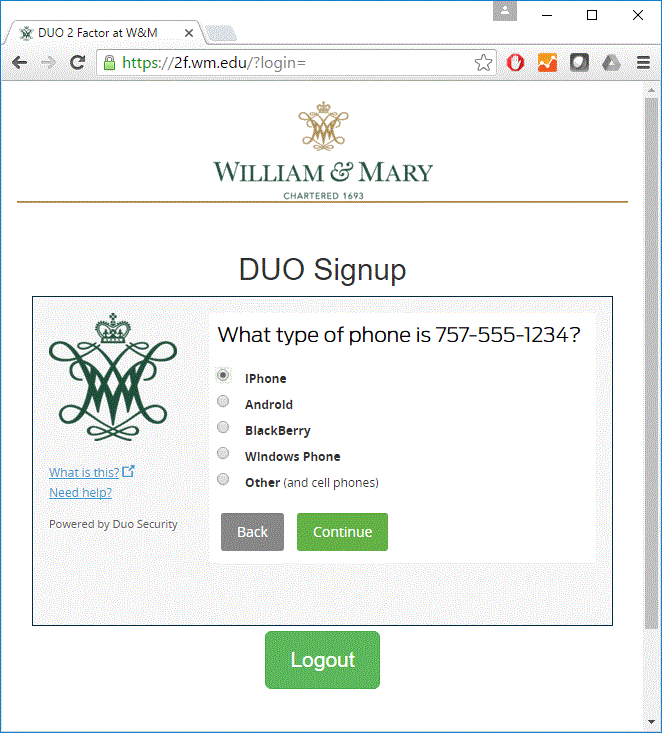 DUO 2 Factor at W&M
https://2f.wm.edu/?login=
WILLIAM & MARY
CHARTERED 1693
DUO Signup
What type of phone is 757-555-1234?
iPhone
Android
BlackBerry
Windows Phone
Other (and cell phones)
Back Continue
What is this?
Need help?
Powered by Duo Security
Logout